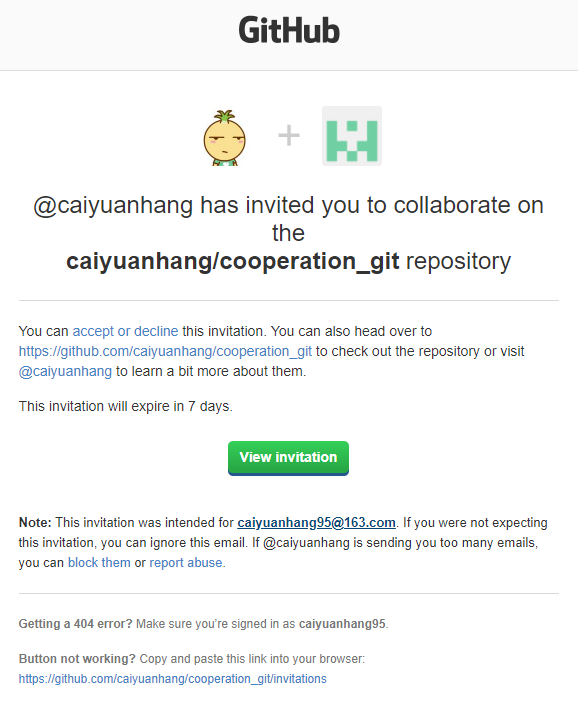 GitHub
+
@caiyuanhang has invited you to collaborate on
the
caiyuanhang/cooperation_git repository
You can accept or decline this invitation. You can also head over to
https://github.com/caiyuanhang/cooperation_git to check out the repository or visit
@caiyuanhang to learn a bit more about them.
This invitation will expire in 7 days.
View invitation
Note: This invitation was intended for caiyuanhang95@163.com. If you were not expecting
this invitation, you can ignore this email. If @caiyuanhang is sending you too many emails,
you can block them or report abuse.
Getting a 404 error? Make sure you’re signed in as caiyuanhang95.
Button not working? Copy and paste this link into your browser:
https://github.com/caiyuanhang/cooperation_git/invitations